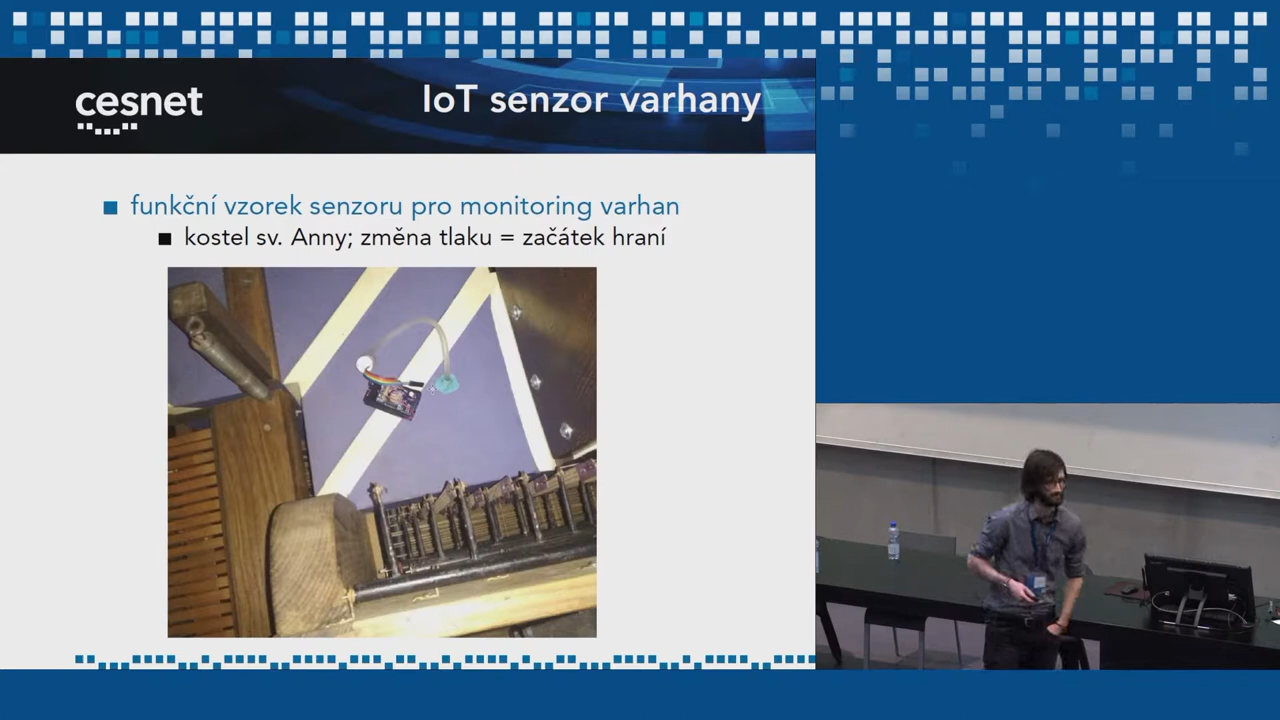 cesnet
IoT senzor varhany
funkční vzorek senzoru pro monitoring varhan
kostel sv. Anny; změna tlaku = začátek hraní